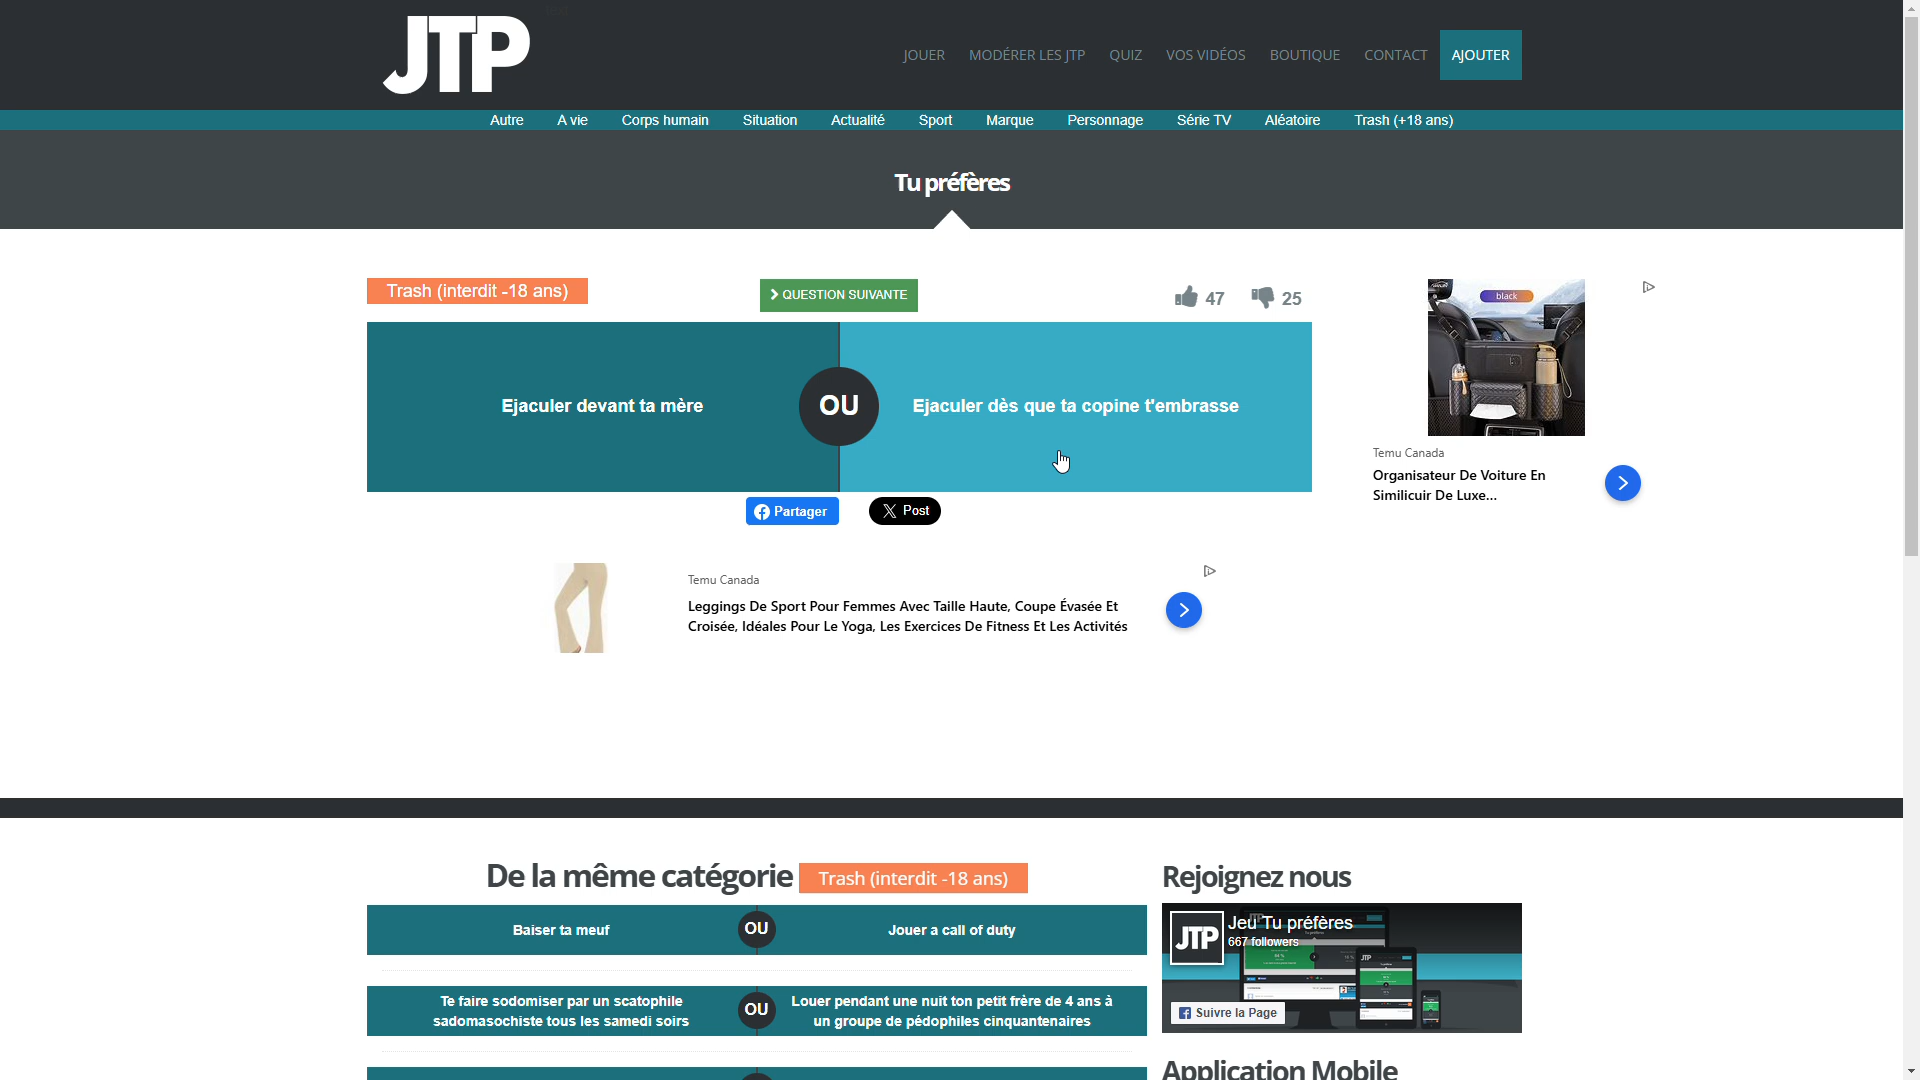 JTP
JOUER
MODÉRER LES JTP
QUIZ
VOS VIDÉOS
BOUTIQUE
CONTACT
AJOUTER
Autre
A vie
Corps humain
Situation
Actualité
Sport
Marque
Personnage
Série TV
Aléatoire
Trash (+18 ans)
Tu préfères
Trash (interdit -18 ans)
QUESTION SUIVANTE
47
25
Ejaculer devant ta mère
OU
Ejaculer dès que ta copine t'embrasse
Partager
Post
black
Temu Canada
Organisateur De Voiture En
Similicuir De Luxe...
Temu Canada
Leggings De Sport Pour Femmes Avec Taille Haute, Coupe Évasée Et
Croisée, Idéales Pour Le Yoga, Les Exercices De Fitness Et Les Activités
De la même catégorie
Trash (interdit -18 ans)
Baiser ta meuf
OU
Jouer a call of duty
Te faire sodomiser par un scatophile
sadomasochiste tous les samedi soirs
OU
Louer pendant une nuit ton petit frère de 4 ans à
un groupe de pédophiles cinquantenaires
Rejoignez nous
JTP
Jeu Tu préfères
667 followers
Suivre la Page
Application Mobile